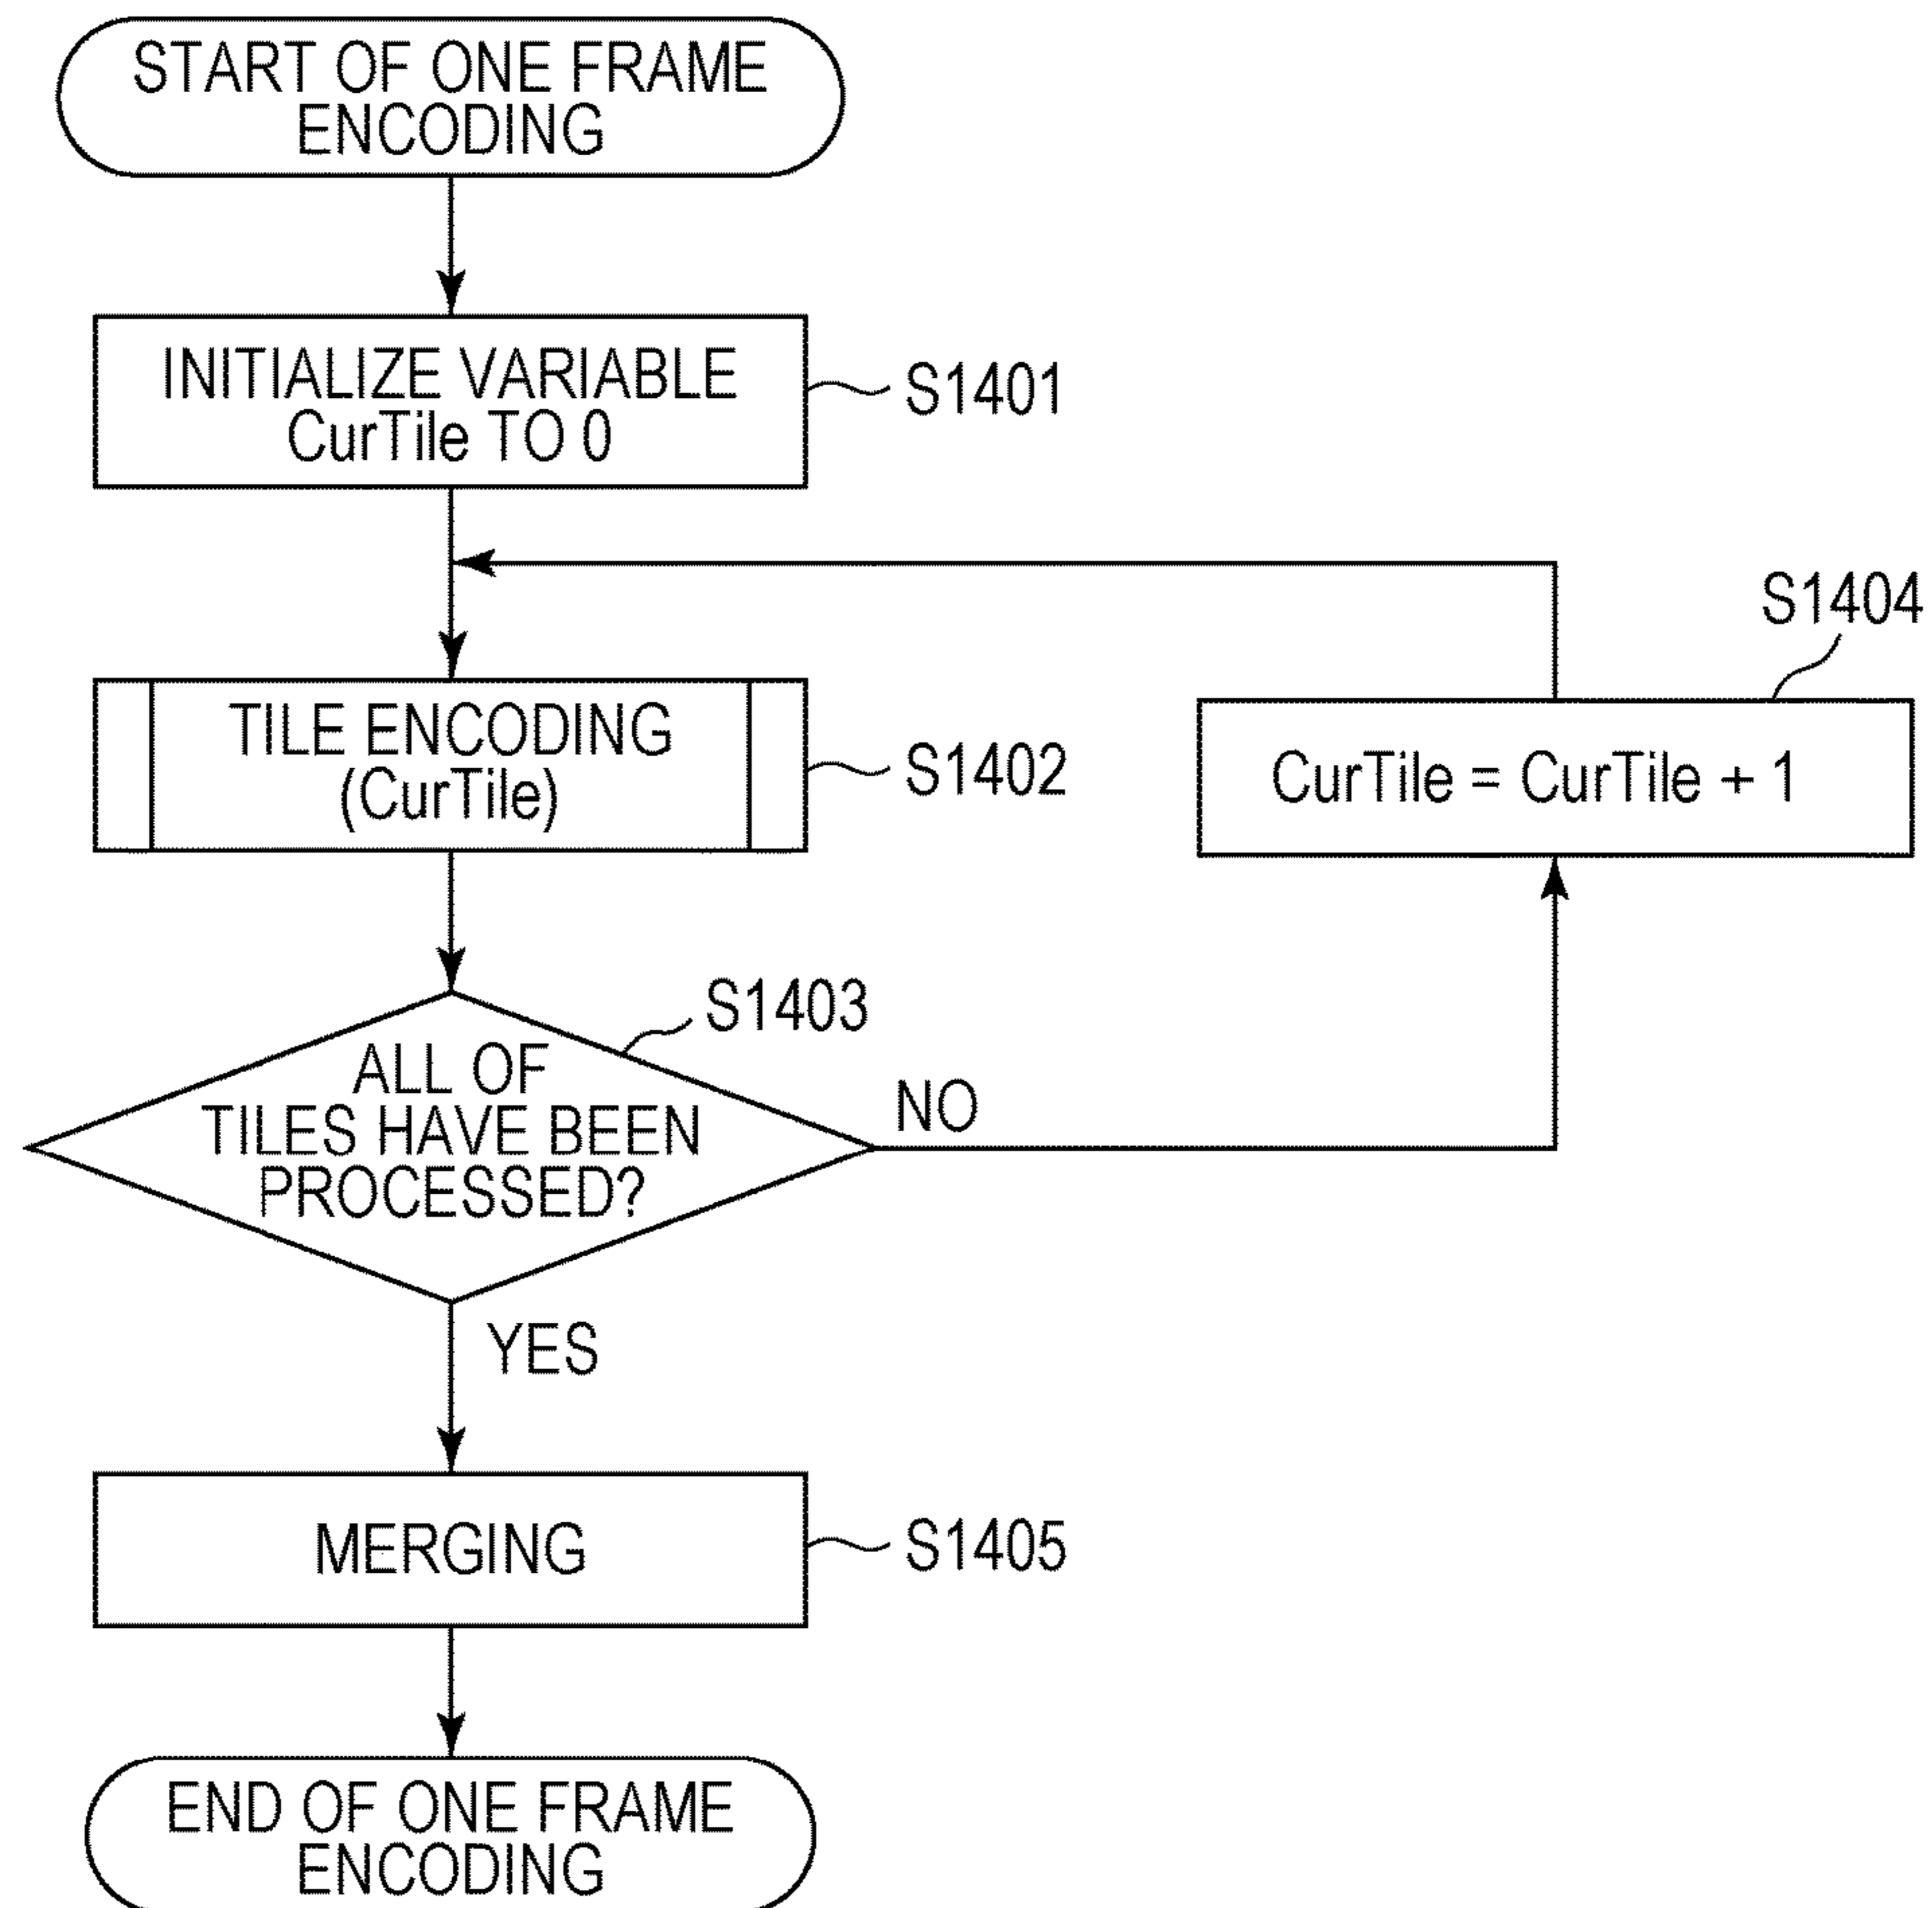 START OF ONE FRAME
ENCODING
INITIALIZE VARIABLE
CurTile TO 0
S1401
S1404
TILE ENCODING
(CurTile)
S1402
CurTile = CurTile + 1
S1403
ALL OF
TILES HAVE BEEN
PROCESSED?
NO
YES
MERGING
S1405
END OF ONE FRAME
ENCODING